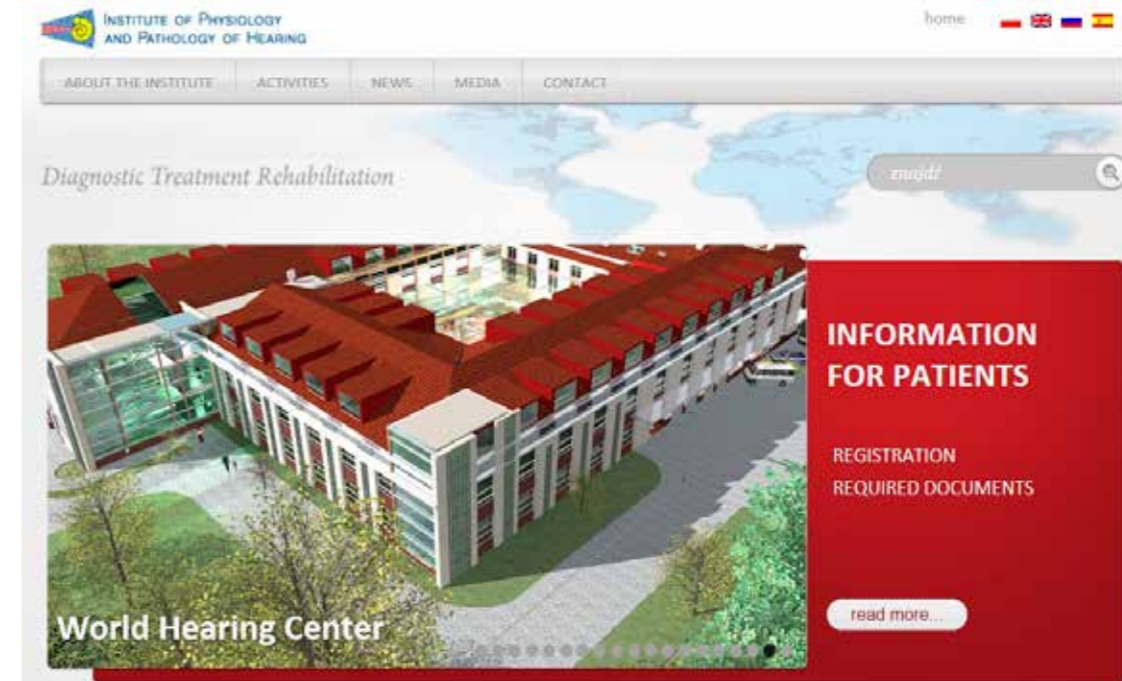 INSTITUTE OF PHYSIOLOGY
AND PATHOLOGY OF HEARING
home
ABOUT THE INSTITUTE ACTIVITIES NEWS MEDIA CONTACT
Diagnostic Treatment Rehabilitation
znajdź
INFORMATION
FOR PATIENTS
REGISTRATION
REQUIRED DOCUMENTS
read more...
World Hearing Center